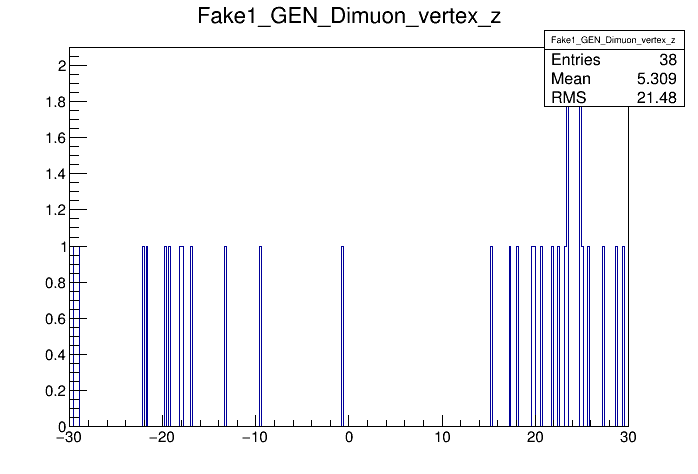 Fake1_GEN_Dimuon_vertex_z
Fake1_GEN_Dimuon_vertex_z
Entries 38
Mean 5.309
RMS 21.48
2
1.8
1.6
1.4
1.2
1
0.8
0.6
0.4
0.2
0
−30 −20 −10 0 10 20 30